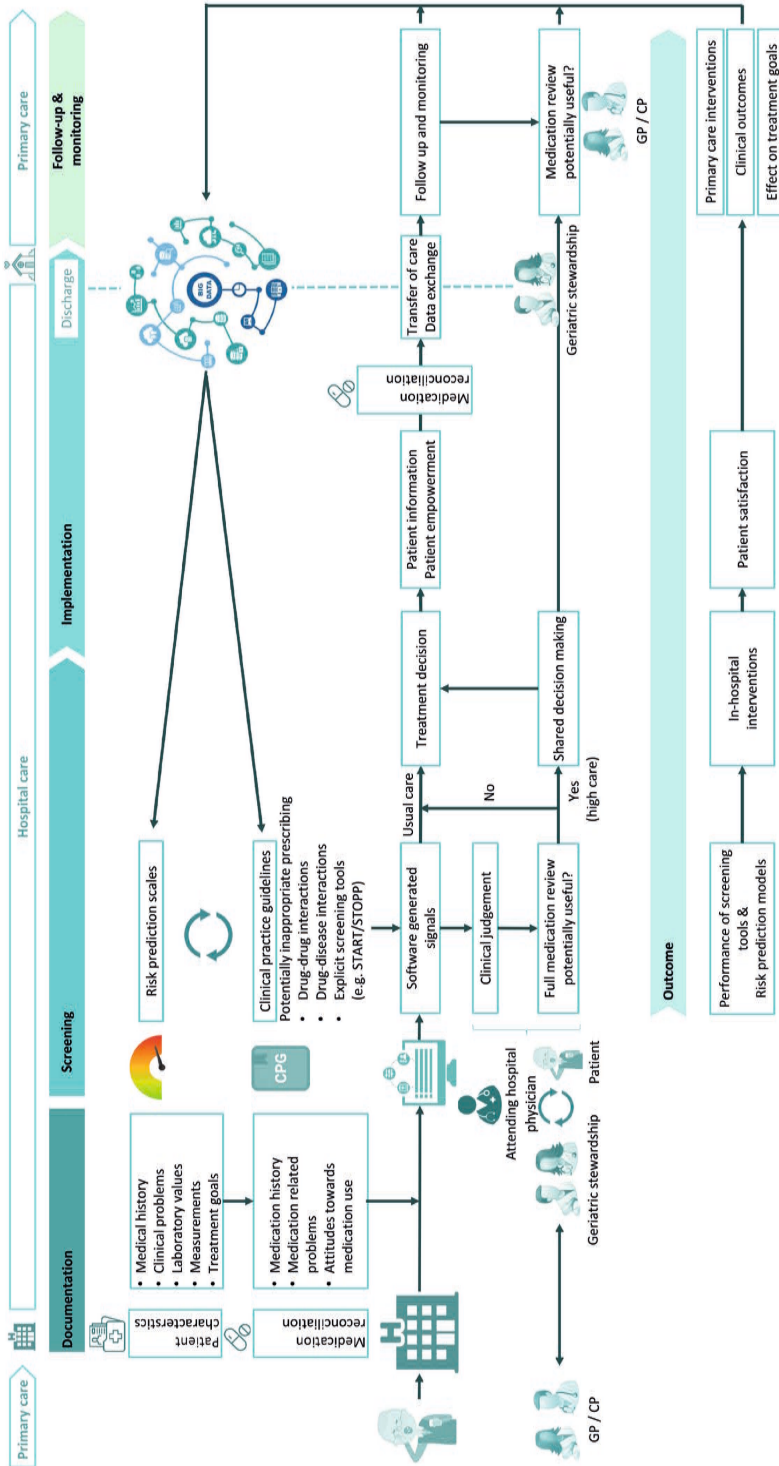 Primary care
Hospital care
Primary care
Documentation
Screening
Implementation
Discharge
Follow-up &
monitoring
Patient
characterstics
• Medical history
• Clinical problems
• Laboratory values
• Measurements
• Treatment goals
Medication
reconciliation
• Medication history
• Medication related
problems
• Attitudes towards
medication use
Risk prediction scales
CPG
Clinical practice guidelines
Potentially inappropriate prescribing
• Drug-drug interactions
• Drug-disease interactions
• Explicit screening tools
(e.g. START/STOPP)
BIG
DATA
H
Software generated
signals
Usual care
Treatment decision
Patient information
Patient empowerment
Medication
reconciliation
Transfer of care
Data exchange
Follow up and monitoring
Attending hospital
physician
Clinical judgement
No
GP / CP
Geriatric stewardship
Patient
Full medication review
potentially useful?
Yes
(high care)
Shared decision making
Geriatric stewardship
Medication review
potentially useful?
GP / CP
Outcome
Performance of screening
tools &
Risk prediction models
In-hospital
interventions
Patient satisfaction
Primary care interventions
Clinical outcomes
Effect on treatment goals